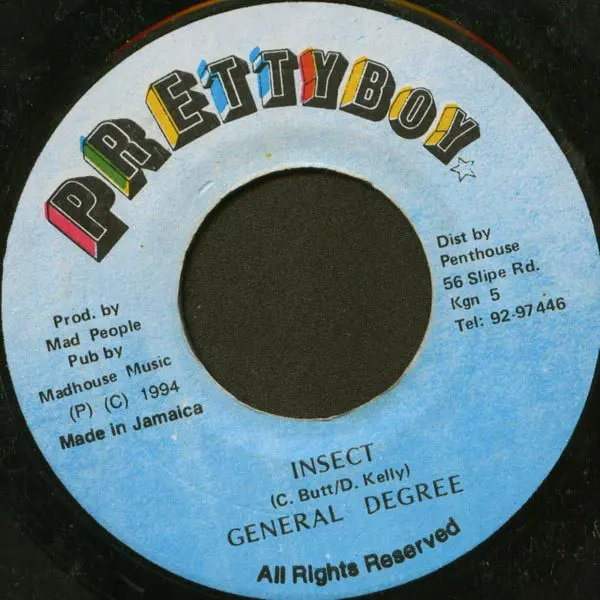 PRETTYBOY
Prod. by
Mad People
Pub by
Madhouse Music
(P) (C) 1994
Made in Jamaica
Dist by
Penthouse
56 Slipe Rd.
Kgn 5
Tel: 92-97446
INSECT
(C. Butt/D. Kelly)
GENERAL DEGREE
All Rights Reserved